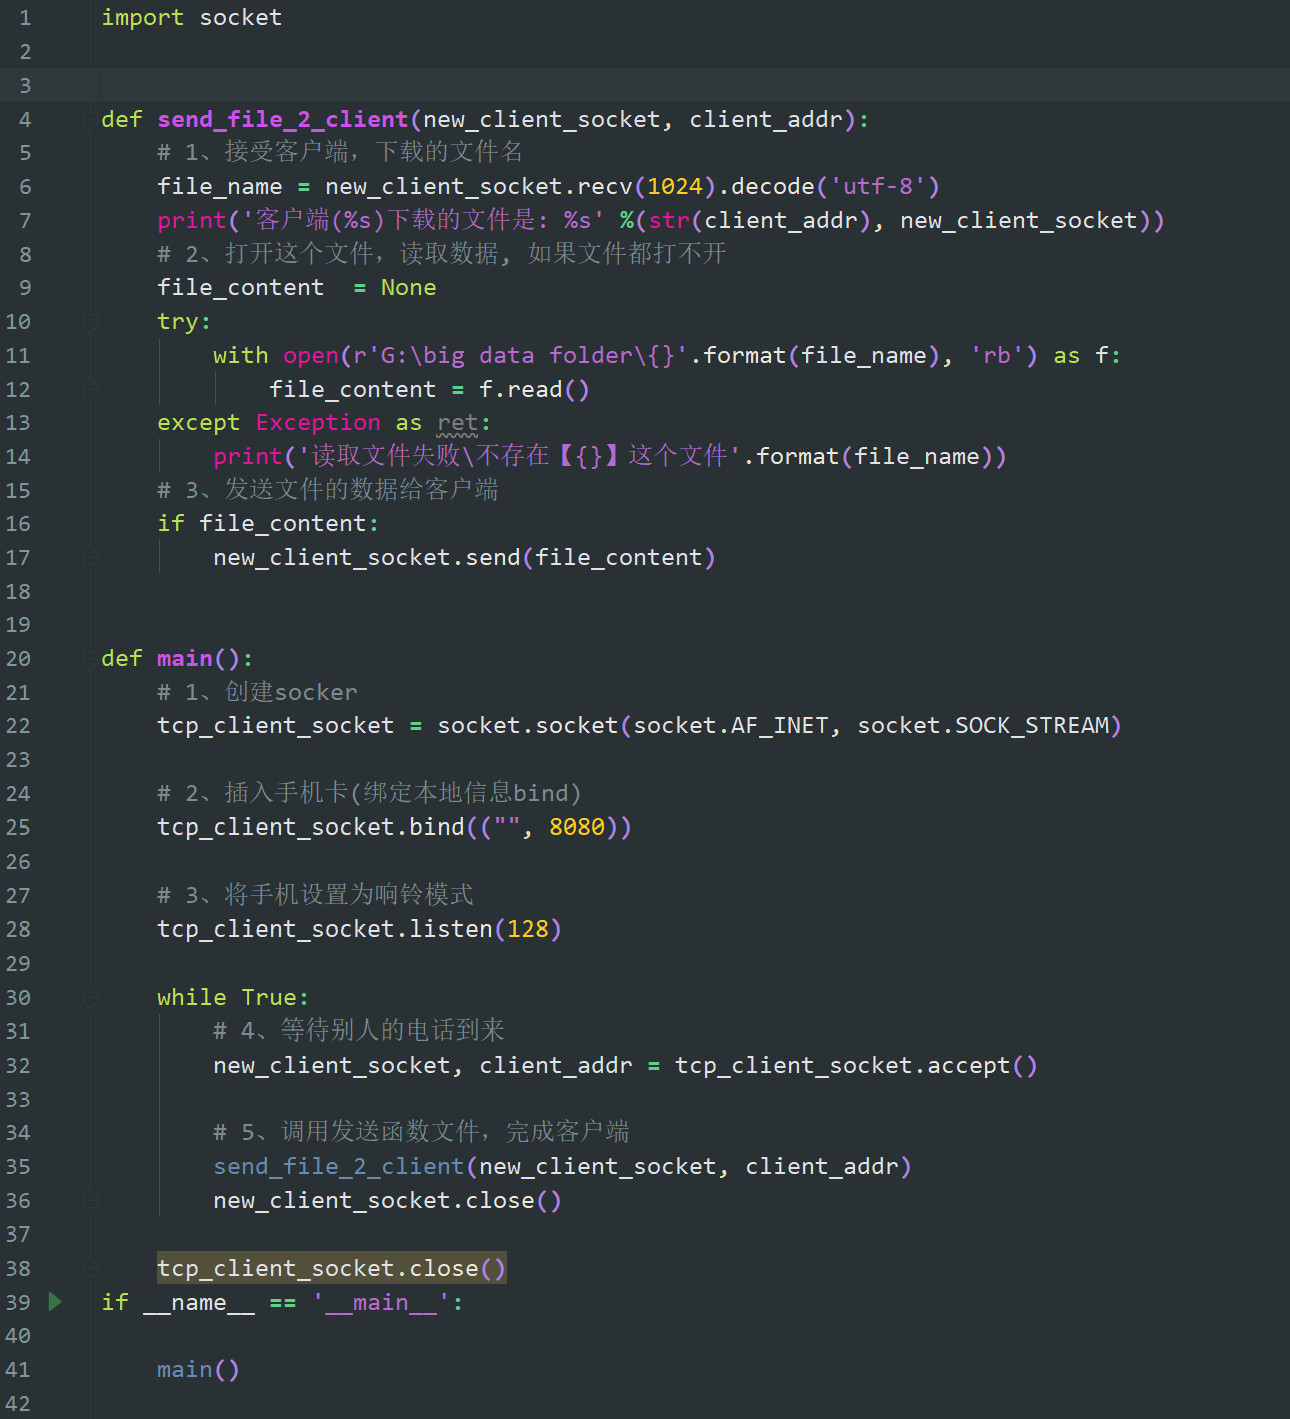 1 import socket
2
3
4 def send_file_2_client(new_client_socket, client_addr):
5     # 1、接受客户端，下载的文件名
6     file_name = new_client_socket.recv(1024).decode('utf-8')
7     print('客户端(%s)下载的文件是: %s' %(str(client_addr), new_client_socket))
8     # 2、打开这个文件，读取数据, 如果文件都打不开
9     file_content  = None
10     try:
11         with open(r'G:\big data folder\{}'.format(file_name), 'rb') as f:
12             file_content = f.read()
13     except Exception as ret:
14         print('读取文件失败\不存在【{}】这个文件'.format(file_name))
15     # 3、发送文件的数据给客户端
16     if file_content:
17         new_client_socket.send(file_content)
18
19
20 def main():
21     # 1、创建socker
22     tcp_client_socket = socket.socket(socket.AF_INET, socket.SOCK_STREAM)
23
24     # 2、插入手机卡(绑定本地信息bind)
25     tcp_client_socket.bind(("", 8080))
26
27     # 3、将手机设置为响铃模式
28     tcp_client_socket.listen(128)
29
30     while True:
31         # 4、等待别人的电话到来
32         new_client_socket, client_addr = tcp_client_socket.accept()
33
34         # 5、调用发送函数文件，完成客户端
35         send_file_2_client(new_client_socket, client_addr)
36         new_client_socket.close()
37
38     tcp_client_socket.close()
39 if __name__ == '__main__':
40
41     main()
42